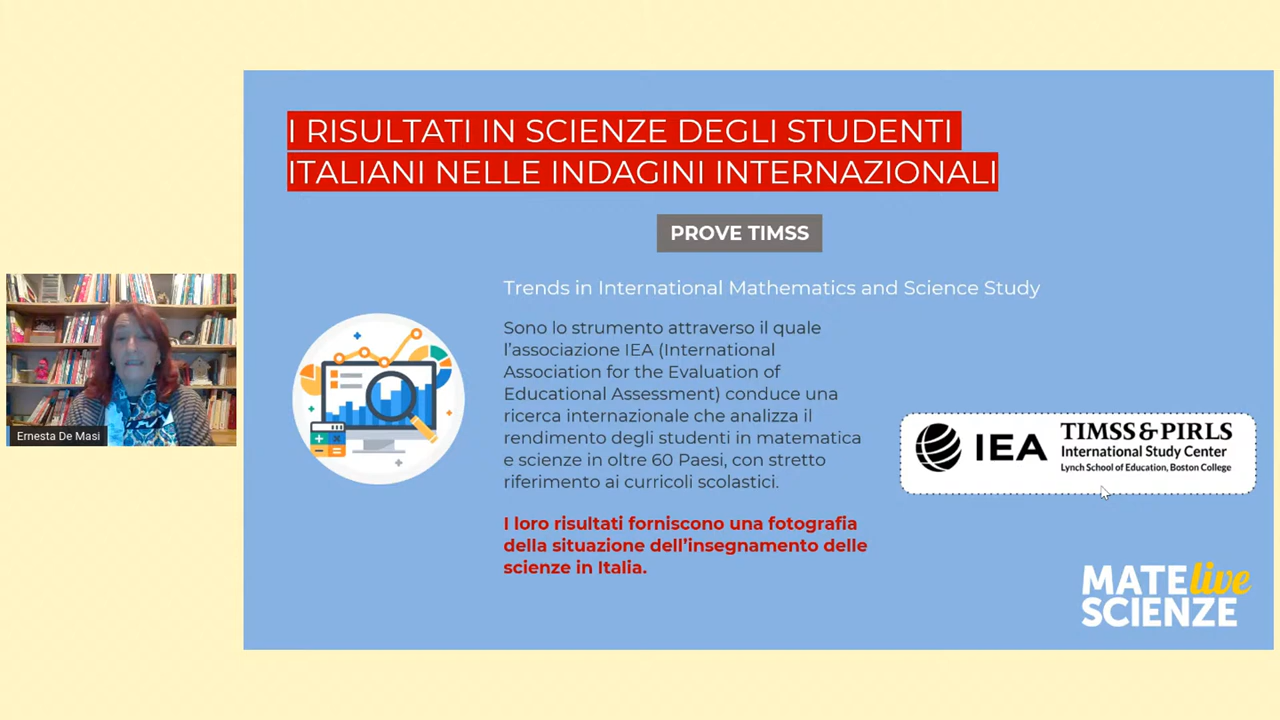 I RISULTATI IN SCIENZE DEGLI STUDENTI
ITALIANI NELLE INDAGINI INTERNAZIONALI
PROVE TIMSS
Trends in International Mathematics and Science Study
Sono lo strumento attraverso il quale
l'associazione IEA (International
Association for the Evaluation of
Educational Assessment) conduce una
ricerca internazionale che analizza il
rendimento degli studenti in matematica
e scienze in oltre 60 Paesi, con stretto
riferimento ai curricoli scolastici.
I loro risultati forniscono una fotografia
della situazione dell'insegnamento delle
scienze in Italia.
IEA
TIMSS & PIRLS
International Study Center
Lynch School of Education, Boston College
Ernesta De Masi
MATE live
SCIENZE